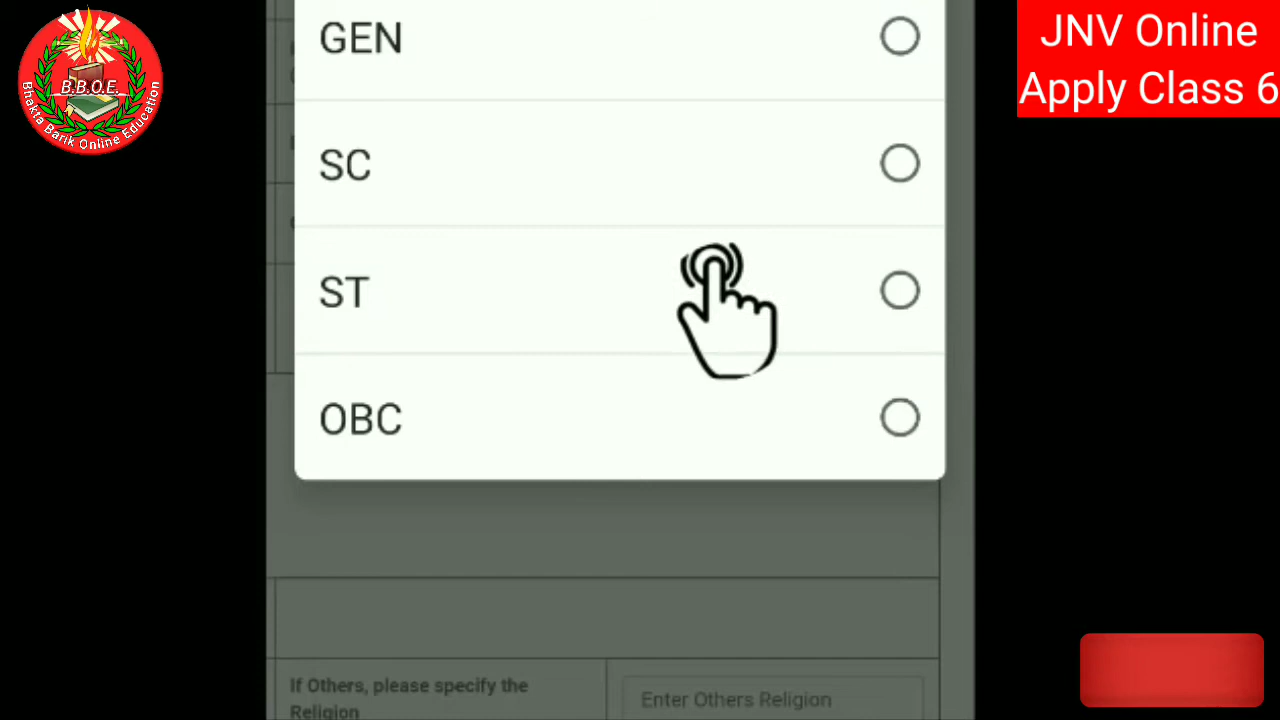 B.B.O.E.
Bhakta Barik Online Education
JNV Online
Apply Class 6
GEN
SC
ST
OBC
If Others, please specify the
Religion
Enter Others Religion